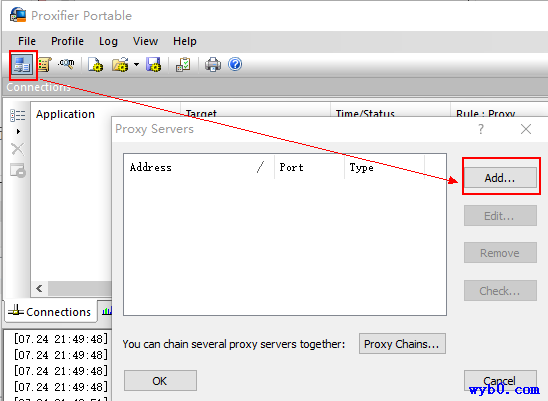 Proxifier Portable
File Profile Log View Help
Connections
Application Target Time/Status Rule : Proxy
Proxy Servers ? ×
Address / Port Type
Add...
Edit...
Remove
Check...
Connections
[07.24 21:49:48]
[07.24 21:49:48]
[07.24 21:49:48]
[07.24 21:49:48]
You can chain several proxy servers together: Proxy Chains...
OK Cancel
wyb0.com